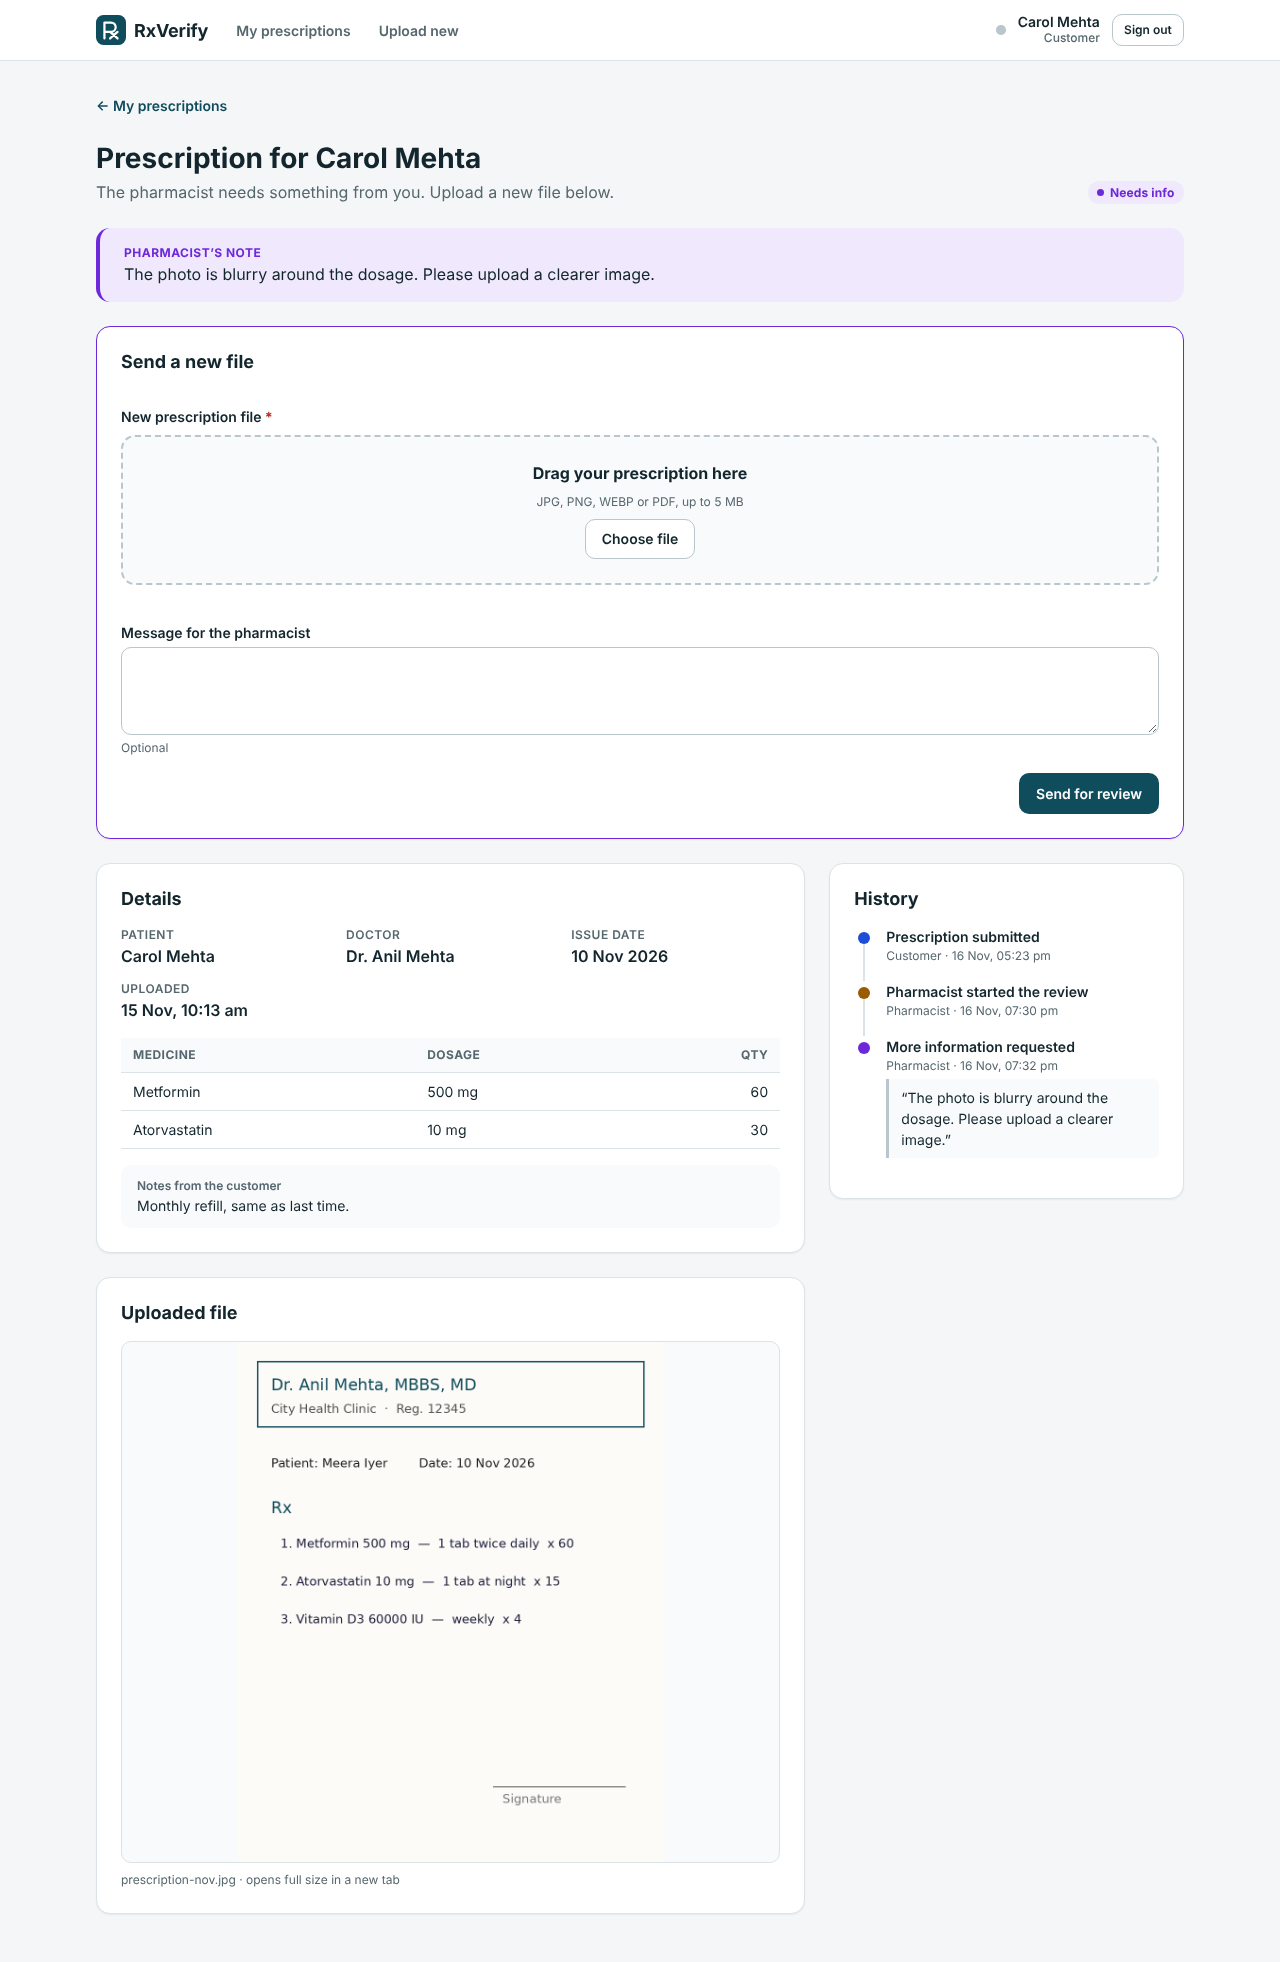 RxVerify
My prescriptions
Upload new
Carol Mehta
Customer
Sign out
← My prescriptions
Prescription for Carol Mehta
The pharmacist needs something from you. Upload a new file below.
Needs info
PHARMACIST’S NOTE
The photo is blurry around the dosage. Please upload a clearer image.
Send a new file
New prescription file *
Drag your prescription here
JPG, PNG, WEBP or PDF, up to 5 MB
Choose file
Message for the pharmacist
Optional
Send for review
Details
PATIENT
Carol Mehta
DOCTOR
Dr. Anil Mehta
ISSUE DATE
10 Nov 2026
UPLOADED
15 Nov, 10:13 am
MEDICINE DOSAGE QTY
Metformin 500 mg 60
Atorvastatin 10 mg 30
Notes from the customer
Monthly refill, same as last time.
History
Prescription submitted
Customer · 16 Nov, 05:23 pm
Pharmacist started the review
Pharmacist · 16 Nov, 07:30 pm
More information requested
Pharmacist · 16 Nov, 07:32 pm
“The photo is blurry around the
dosage. Please upload a clearer
image.”
Uploaded file
Dr. Anil Mehta, MBBS, MD
City Health Clinic · Reg. 12345
Patient: Meera Iyer Date: 10 Nov 2026
Rx
1. Metformin 500 mg — 1 tab twice daily x 60
2. Atorvastatin 10 mg — 1 tab at night x 15
3. Vitamin D3 60000 IU — weekly x 4
Signature
prescription-nov.jpg · opens full size in a new tab